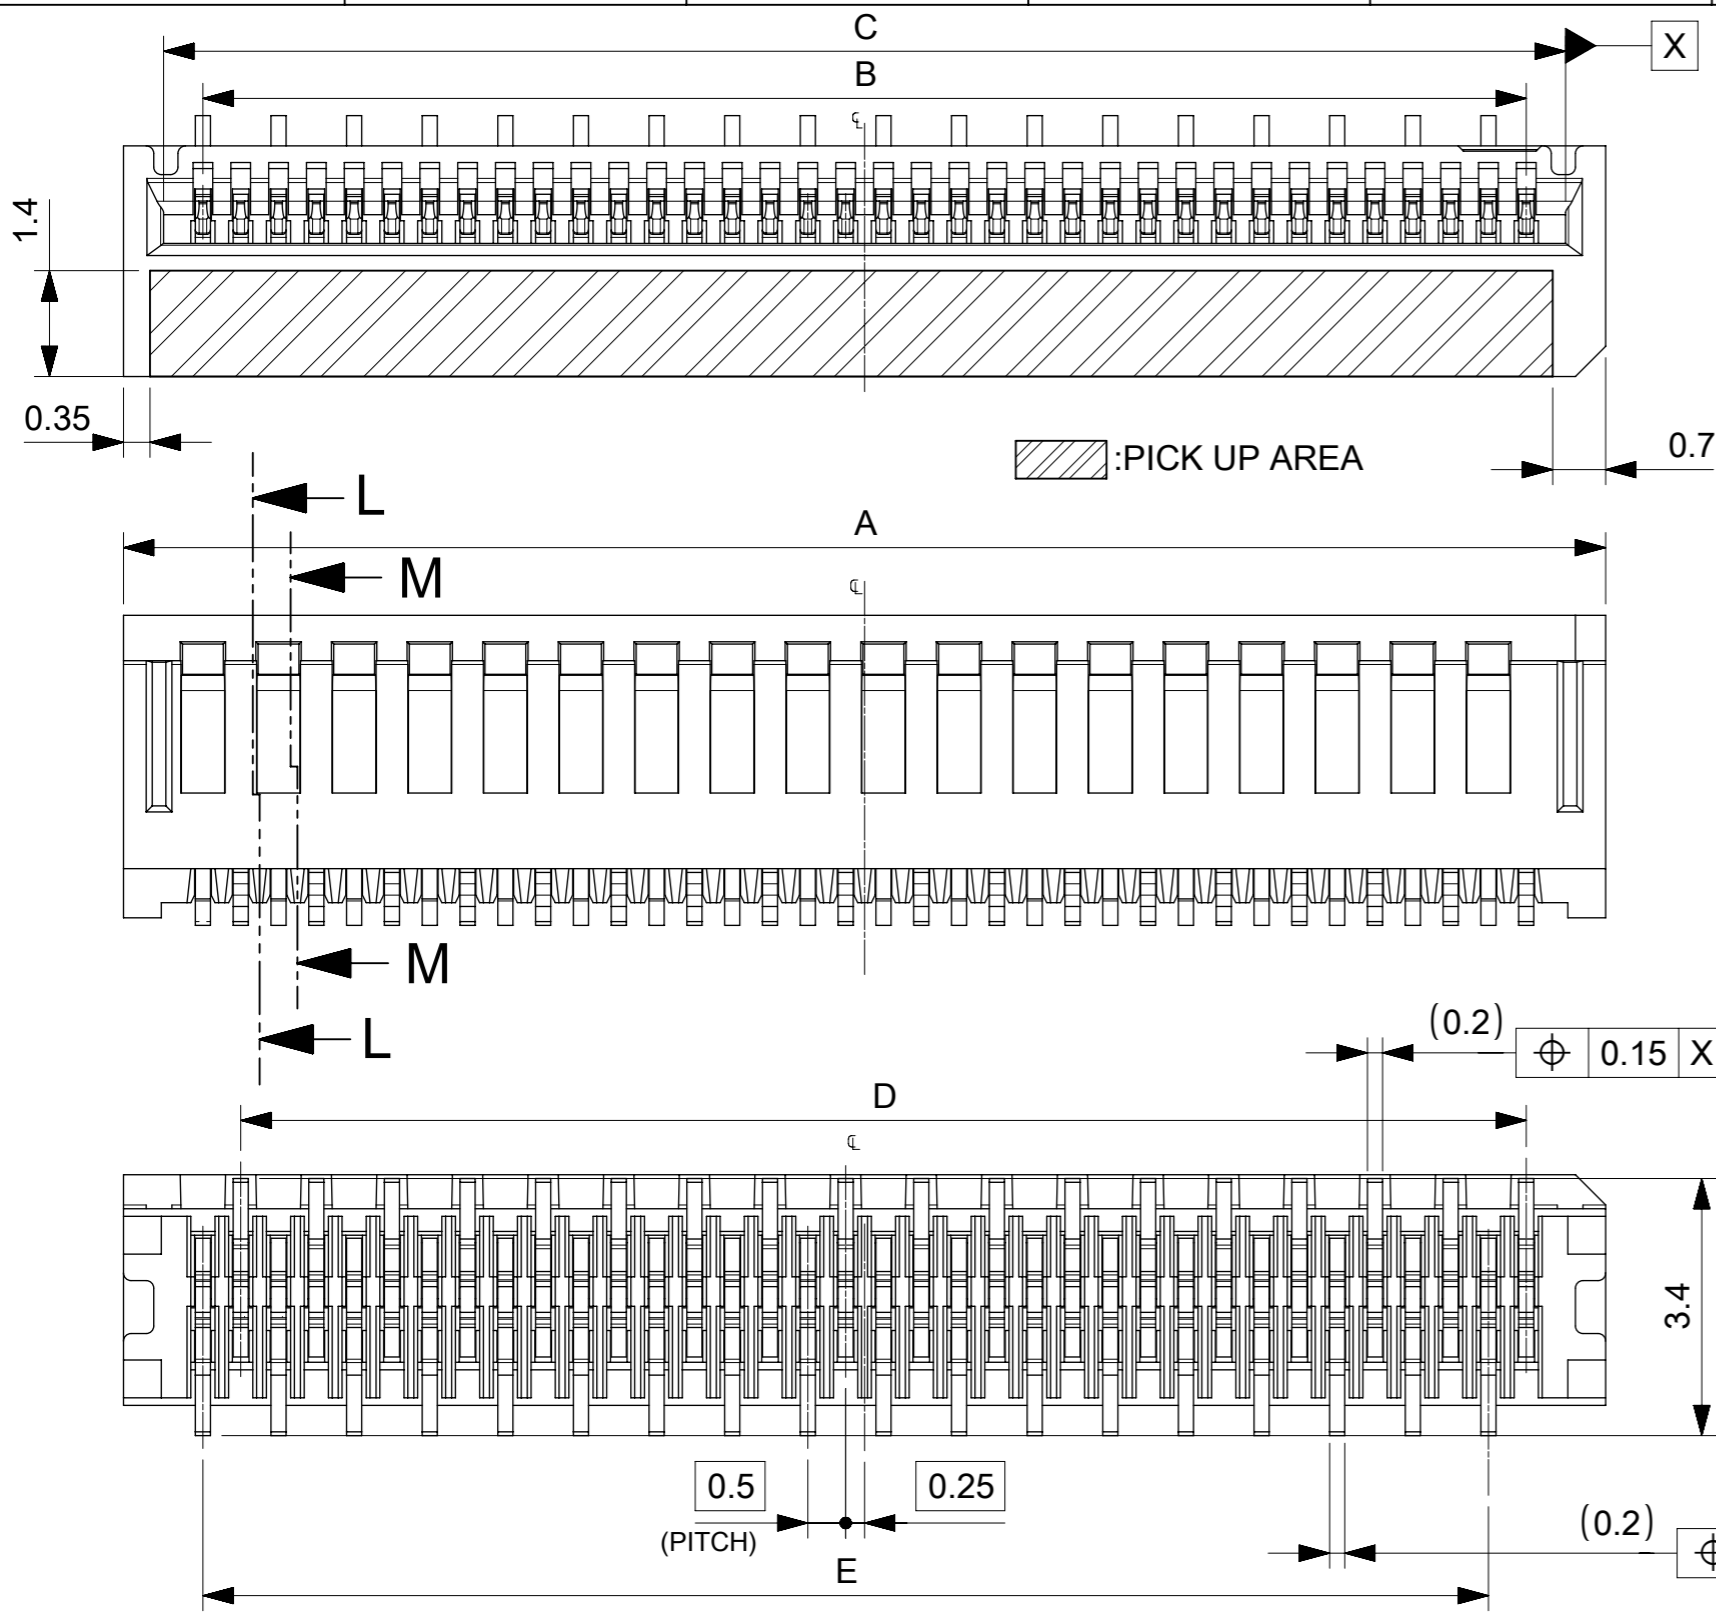 C
X
B
℄
1.4
0.35
:PICK UP AREA
0.7
L
A
M
℄
M
(0.2)
L
⌖ 0.15 X
D
℄
3.4
0.5
0.25
(PITCH)
(0.2)
⌖
E